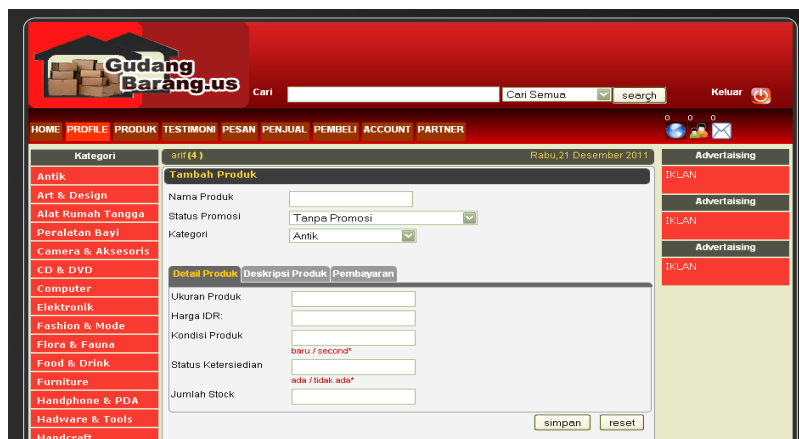 Gudang
Barang.us
Cari
Cari Semua
search
Keluar
HOME PROFILE PRODUK TESTIMONI PESAN PENJUAL PEMBELI ACCOUNT PARTNER
0 0 0
Kategori
Antik
Art & Design
Alat Rumah Tangga
Peralatan Bayi
Camera & Aksesoris
CD & DVD
Computer
Elektronik
Fashion & Mode
Flora & Fauna
Food & Drink
Furniture
Handphone & PDA
Hadware & Tools
Handcraft
arif(4 ) Rabu,21 Desember 2011
Tambah Produk
Nama Produk
Status Promosi Tanpa Promosi
Kategori Antik
Detail Produk Deskripsi Produk Pembayaran
Ukuran Produk
Harga IDR:
Kondisi Produk
baru / second*
Status Ketersiedian
ada / tidak ada*
Jumlah Stock
simpan reset
Advertaising
IKLAN
Advertaising
IKLAN
Advertaising
IKLAN